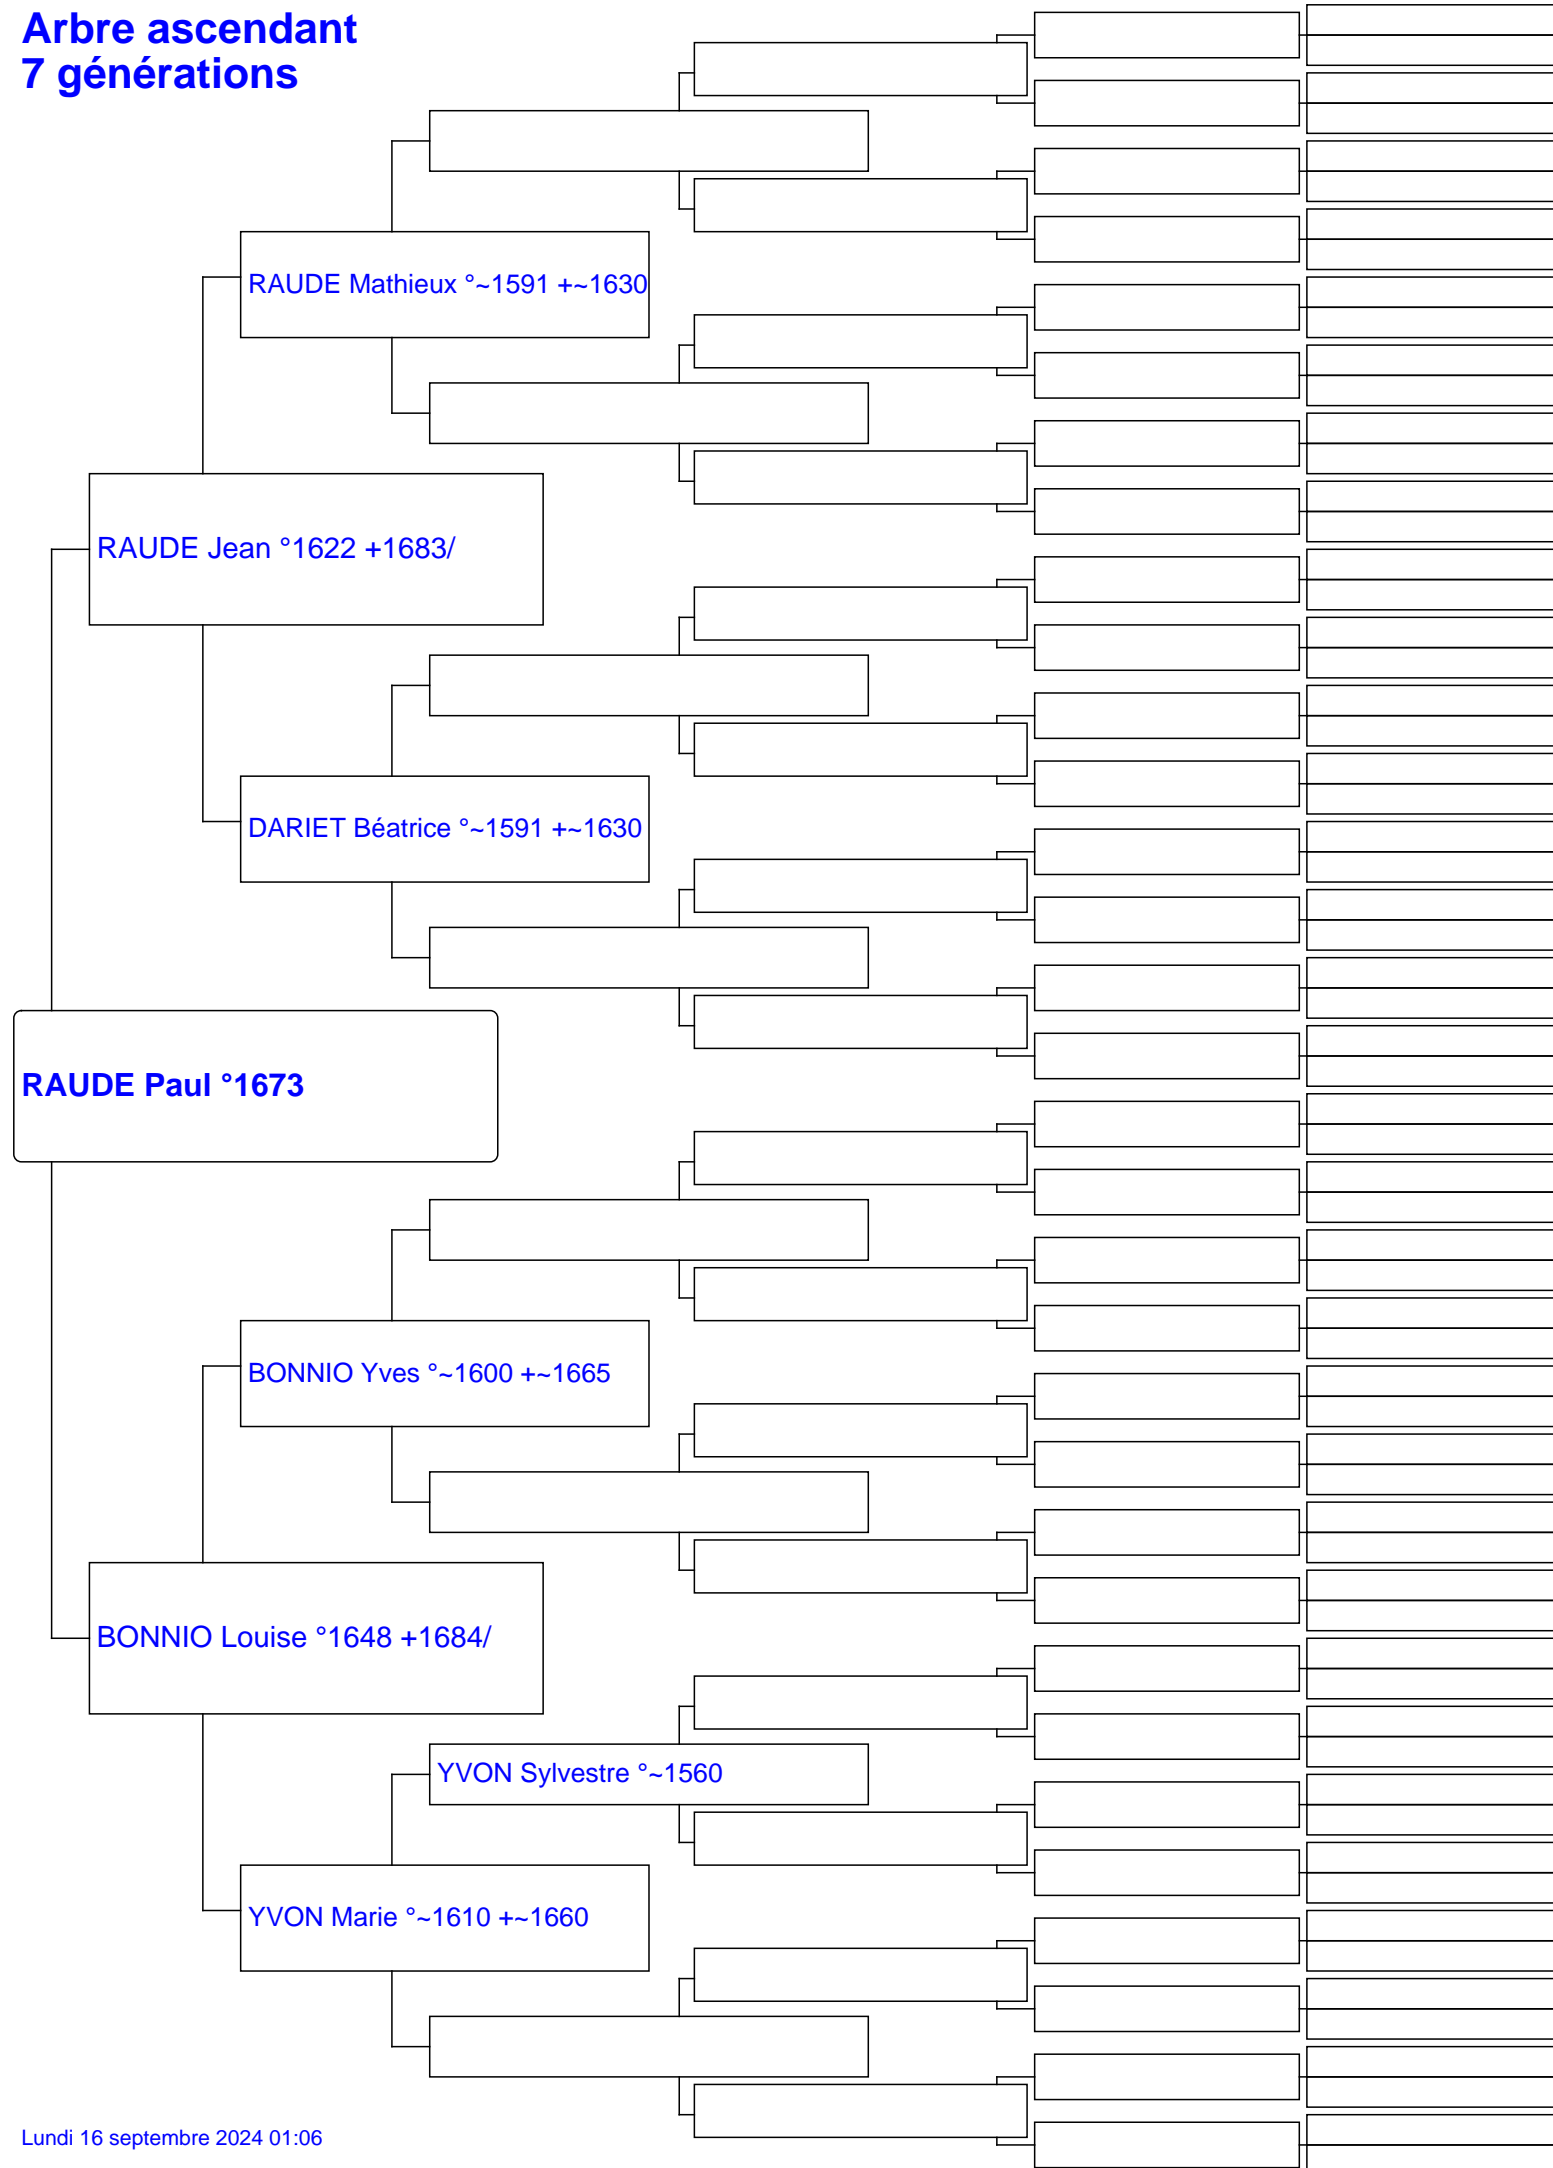 Arbre ascendant
7 générations
RAUDE Mathieux °~1591 +~1630
RAUDE Jean °1622 +1683/
DARIET Béatrice °~1591 +~1630
RAUDE Paul °1673
BONNIO Yves °~1600 +~1665
BONNIO Louise °1648 +1684/
YVON Sylvestre °~1560
YVON Marie °~1610 +~1660
Lundi 16 septembre 2024 01:06